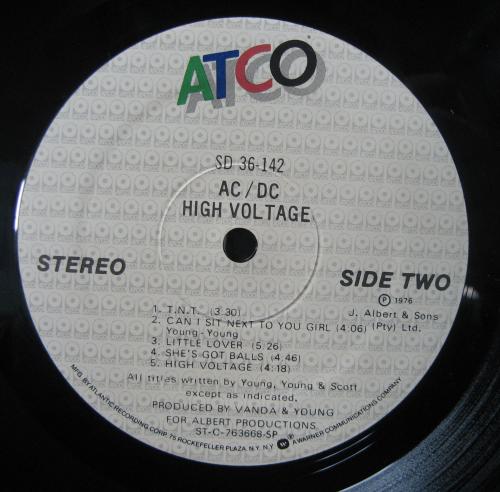 ATCO
SD 36-142
AC/DC
HIGH VOLTAGE
STEREO
SIDE TWO
Ⓟ 1976
J. Albert & Sons
(Pty) Ltd.
1. T.N.T. (3:30)
2. CAN I SIT NEXT TO YOU GIRL (4:06)
Young-Young
3. LITTLE LOVER (5:26)
4. SHE'S GOT BALLS (4:46)
5. HIGH VOLTAGE (4:18)
All titles written by Young, Young & Scott
except as indicated.
PRODUCED BY VANDA & YOUNG
FOR ALBERT PRODUCTIONS.
ST-C-763668-SP
MFG. BY ATLANTIC RECORDING CORP. 75 ROCKEFELLER PLAZA, N.Y. N.Y. A WARNER COMMUNICATIONS COMPANY